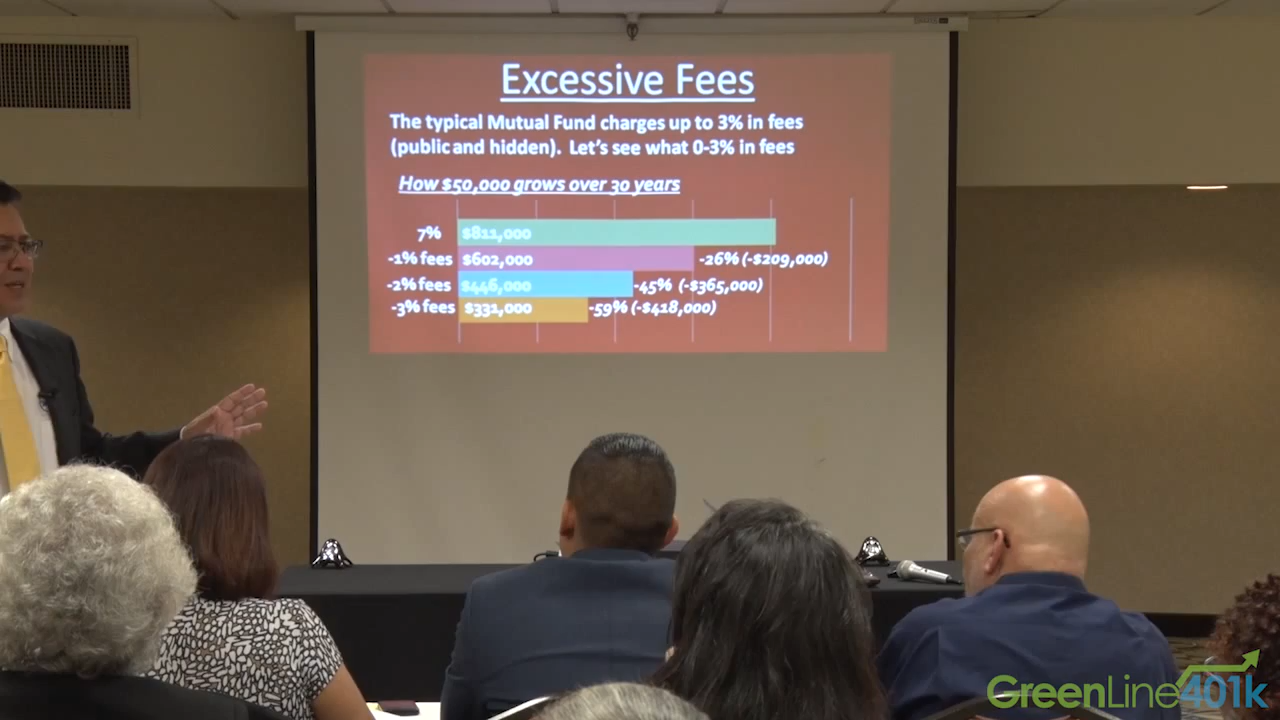 Excessive Fees
The typical Mutual Fund charges up to 3% in fees
(public and hidden). Let's see what 0-3% in fees
How $50,000 grows over 30 years
7% $811,000
-1% fees $602,000 -26% (-$209,000)
-2% fees $446,000 -45% (-$365,000)
-3% fees $331,000 -59% (-$418,000)
GreenLine401k